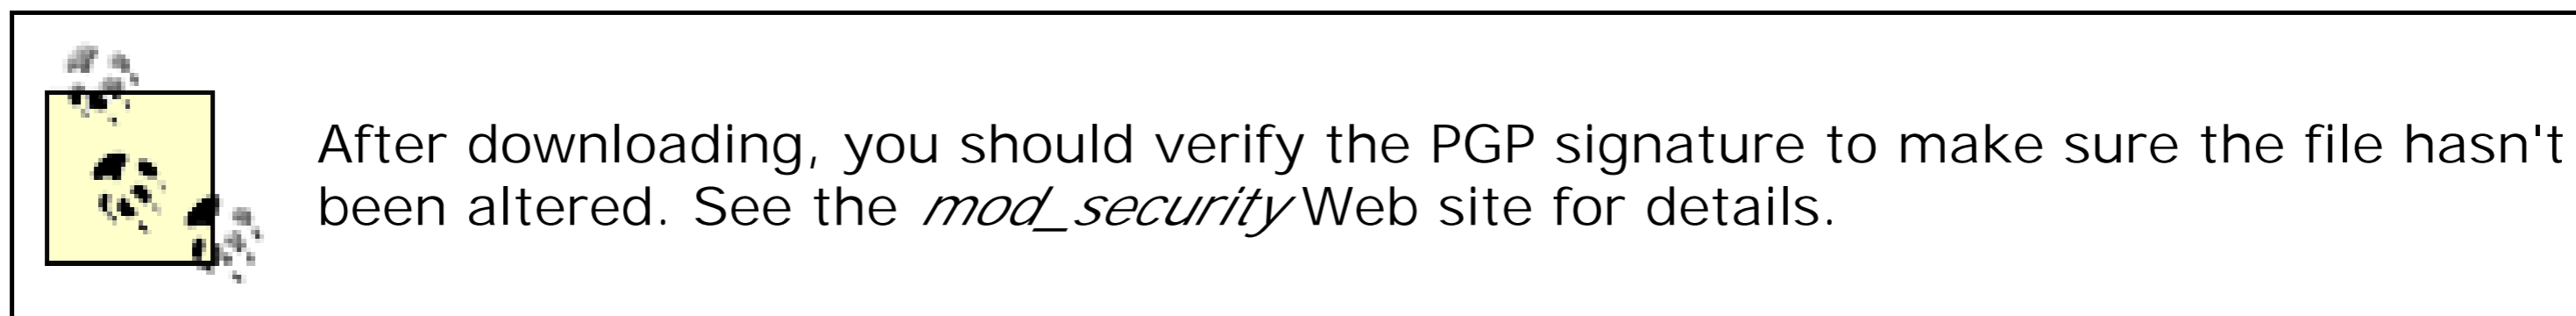 After downloading, you should verify the PGP signature to make sure the file hasn't
been altered. See the mod_security Web site for details.